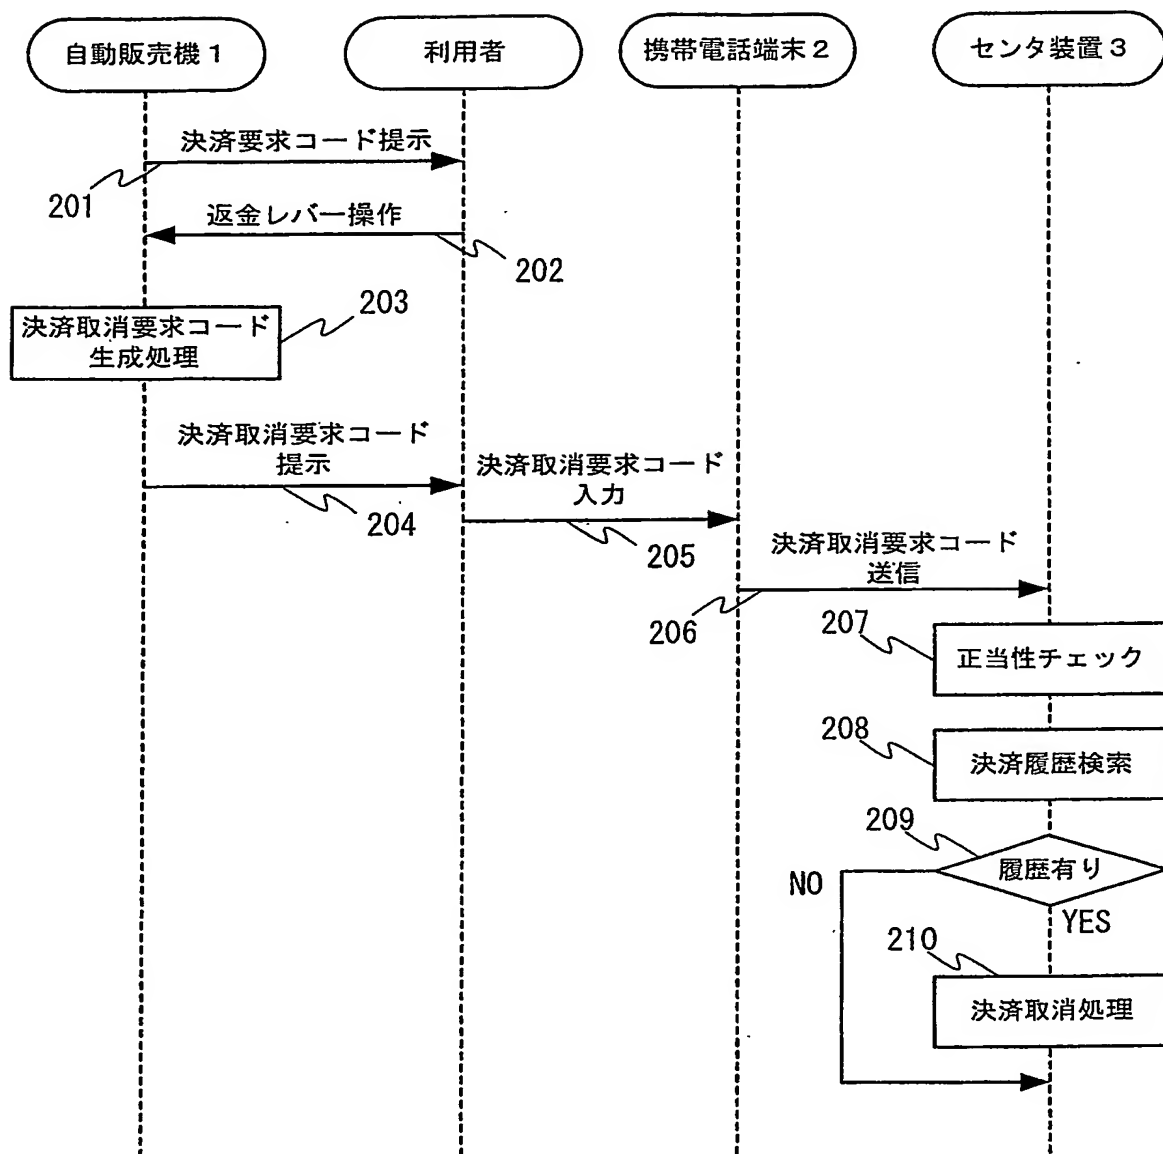 自動販売機1
利用者
携帯電話端末2
センタ装置3
決済要求コード提示
201
返金レバー操作
202
203
決済取消要求コード
生成処理
決済取消要求コード
提示
204
決済取消要求コード
入力
205
決済取消要求コード
送信
206
207
正当性チェック
208
決済履歴検索
209
履歴有り
NO
YES
210
決済取消処理